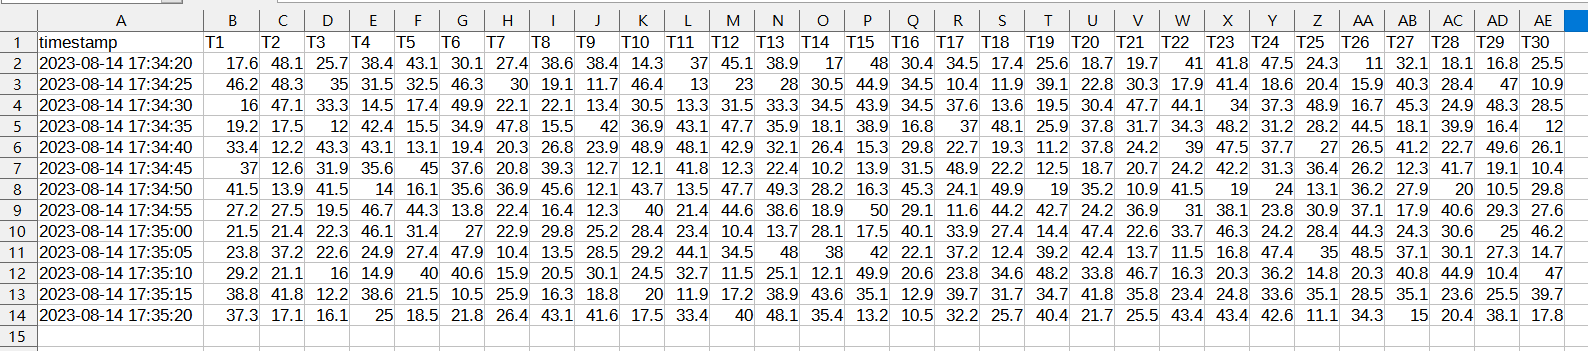 A B C D E F G H I J K L M N O P Q R S T U V W X Y Z AA AB AC AD AE
1 timestamp T1 T2 T3 T4 T5 T6 T7 T8 T9 T10 T11 T12 T13 T14 T15 T16 T17 T18 T19 T20 T21 T22 T23 T24 T25 T26 T27 T28 T29 T30
2 2023-08-14 17:34:20 17.6 48.1 25.7 38.4 43.1 30.1 27.4 38.6 38.4 14.3 37 45.1 38.9 17 48 30.4 34.5 17.4 25.6 18.7 19.7 41 41.8 47.5 24.3 11 32.1 18.1 16.8 25.5
3 2023-08-14 17:34:25 46.2 48.3 35 31.5 32.5 46.3 30 19.1 11.7 46.4 13 23 28 30.5 44.9 34.5 10.4 11.9 39.1 22.8 30.3 17.9 41.4 18.6 20.4 15.9 40.3 28.4 47 10.9
4 2023-08-14 17:34:30 16 47.1 33.3 14.5 17.4 49.9 22.1 22.1 13.4 30.5 13.3 31.5 33.3 34.5 43.9 34.5 37.6 13.6 19.5 30.4 47.7 44.1 34 37.3 48.9 16.7 45.3 24.9 48.3 28.5
5 2023-08-14 17:34:35 19.2 17.5 12 42.4 15.5 34.9 47.8 15.5 42 36.9 43.1 47.7 35.9 18.1 38.9 16.8 37 48.1 25.9 37.8 31.7 34.3 48.2 31.2 28.2 44.5 18.1 39.9 16.4 12
6 2023-08-14 17:34:40 33.4 12.2 43.3 43.1 13.1 19.4 20.3 26.8 23.9 48.9 48.1 42.9 32.1 26.4 15.3 29.8 22.7 19.3 11.2 37.8 24.2 39 47.5 37.7 27 26.5 41.2 22.7 49.6 26.1
7 2023-08-14 17:34:45 37 12.6 31.9 35.6 45 37.6 20.8 39.3 12.7 12.1 41.8 12.3 22.4 10.2 13.9 31.5 48.9 22.2 12.5 18.7 20.7 24.2 42.2 31.3 36.4 26.2 12.3 41.7 19.1 10.4
8 2023-08-14 17:34:50 41.5 13.9 41.5 14 16.1 35.6 36.9 45.6 12.1 43.7 13.5 47.7 49.3 28.2 16.3 45.3 24.1 49.9 19 35.2 10.9 41.5 19 24 13.1 36.2 27.9 20 10.5 29.8
9 2023-08-14 17:34:55 27.2 27.5 19.5 46.7 44.3 13.8 22.4 16.4 12.3 40 21.4 44.6 38.6 18.9 50 29.1 11.6 44.2 42.7 24.2 36.9 31 38.1 23.8 30.9 37.1 17.9 40.6 29.3 27.6
10 2023-08-14 17:35:00 21.5 21.4 22.3 46.1 31.4 27 22.9 29.8 25.2 28.4 23.4 10.4 13.7 28.1 17.5 40.1 33.9 27.4 14.4 47.4 22.6 33.7 46.3 24.2 28.4 44.3 24.3 30.6 25 46.2
11 2023-08-14 17:35:05 23.8 37.2 22.6 24.9 27.4 47.9 10.4 13.5 28.5 29.2 44.1 34.5 48 38 42 22.1 37.2 12.4 39.2 42.4 13.7 11.5 16.8 47.4 35 48.5 37.1 30.1 27.3 14.7
12 2023-08-14 17:35:10 29.2 21.1 16 14.9 40 40.6 15.9 20.5 30.1 24.5 32.7 11.5 25.1 12.1 49.9 20.6 23.8 34.6 48.2 33.8 46.7 16.3 20.3 36.2 14.8 20.3 40.8 44.9 10.4 47
13 2023-08-14 17:35:15 38.8 41.8 12.2 38.6 21.5 10.5 25.9 16.3 18.8 20 11.9 17.2 38.9 43.6 35.1 12.9 39.7 31.7 34.7 41.8 35.8 23.4 24.8 33.6 35.1 28.5 35.1 23.6 25.5 39.7
14 2023-08-14 17:35:20 37.3 17.1 16.1 25 18.5 21.8 26.4 43.1 41.6 17.5 33.4 40 48.1 35.4 13.2 10.5 32.2 25.7 40.4 21.7 25.5 43.4 43.4 42.6 11.1 34.3 15 20.4 38.1 17.8
15